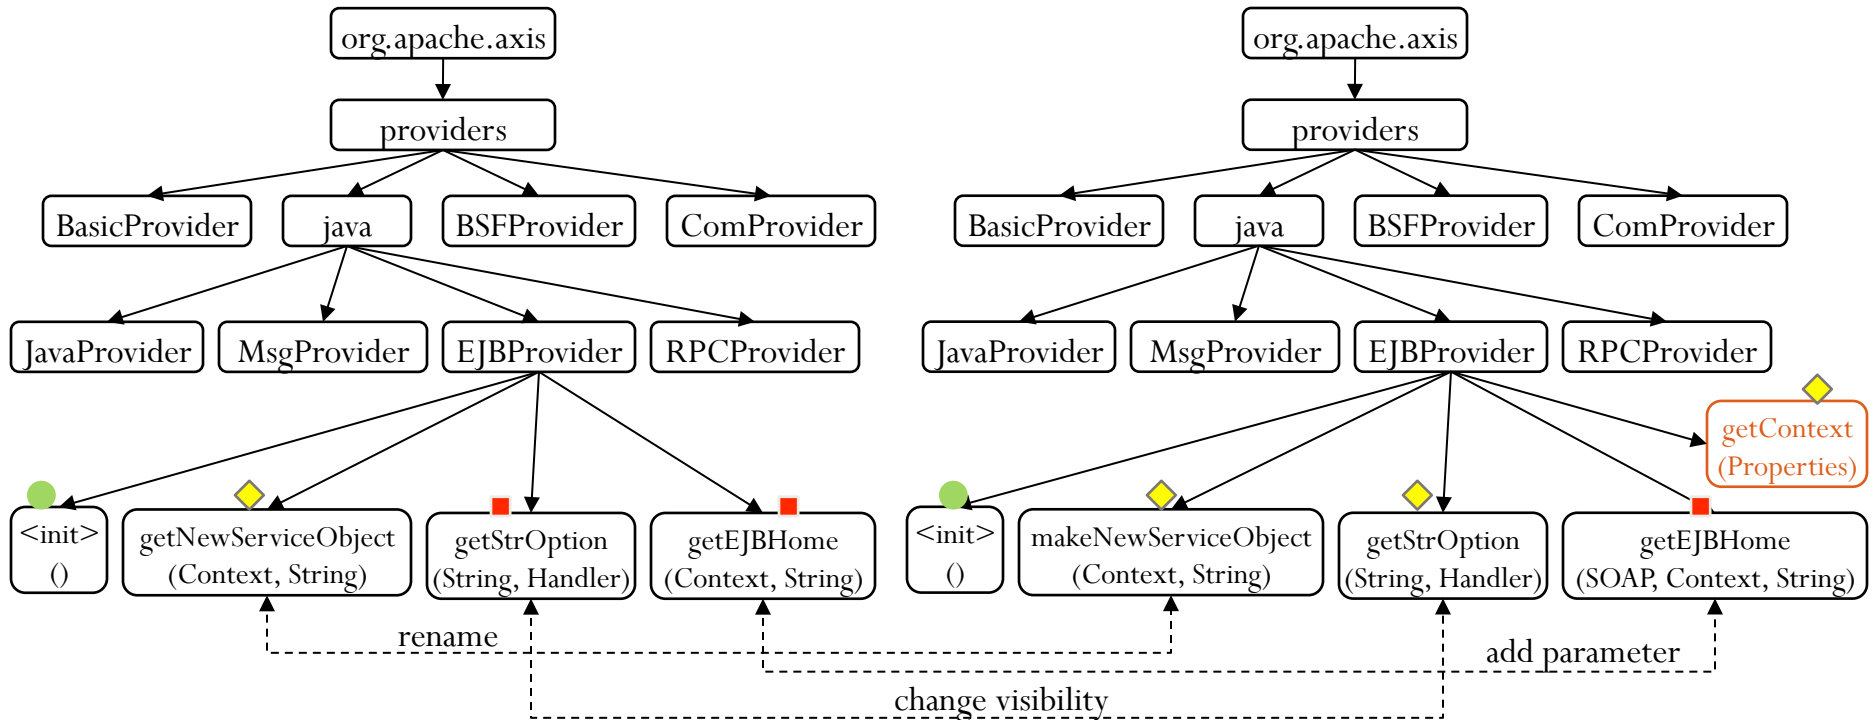 org.apache.axis
providers
BasicProvider
java
BSFProvider
ComProvider
JavaProvider
MsgProvider
EJBProvider
RPCProvider
<init>
()
getNewServiceObject
(Context, String)
getStrOption
(String, Handler)
getEJBHome
(Context, String)
org.apache.axis
providers
BasicProvider
java
BSFProvider
ComProvider
JavaProvider
MsgProvider
EJBProvider
RPCProvider
getContext
(Properties)
<init>
()
makeNewServiceObject
(Context, String)
getStrOption
(String, Handler)
getEJBHome
(SOAP, Context, String)
rename
add parameter
change visibility